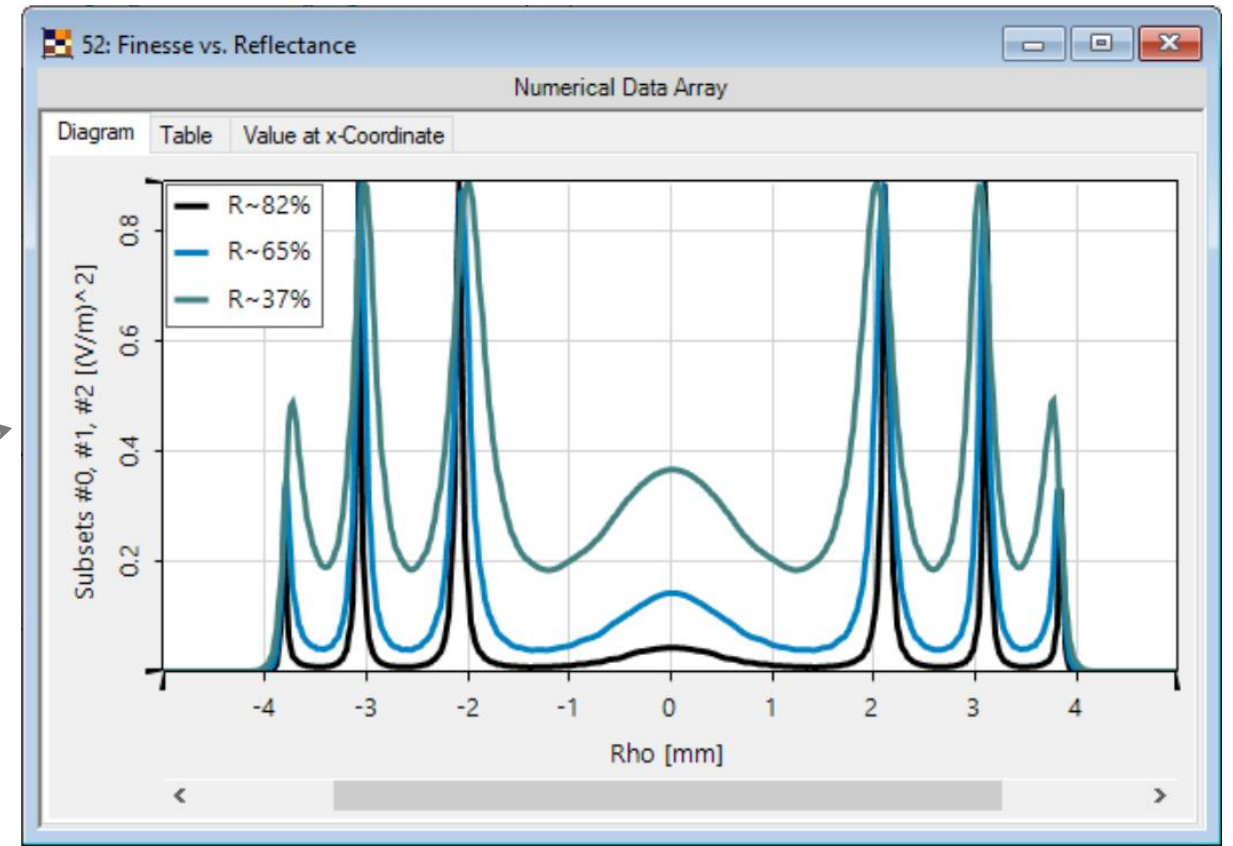 52: Finesse vs. Reflectance
Numerical Data Array
Diagram Table Value at x-Coordinate
R~82%
R~65%
R~37%
Subsets #0, #1, #2 [(V/m)^2]
0.8
0.6
0.4
0.2
-4 -3 -2 -1 0 1 2 3 4
Rho [mm]